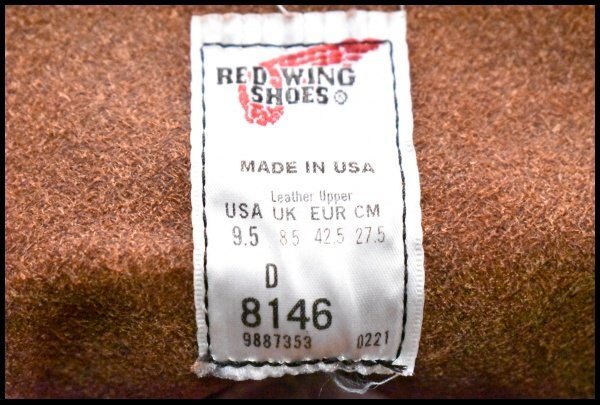 RED WING
SHOES®
MADE IN USA
Leather Upper
USA UK EUR CM
9.5 8.5 42.5 27.5
D
8146
9887353 0221